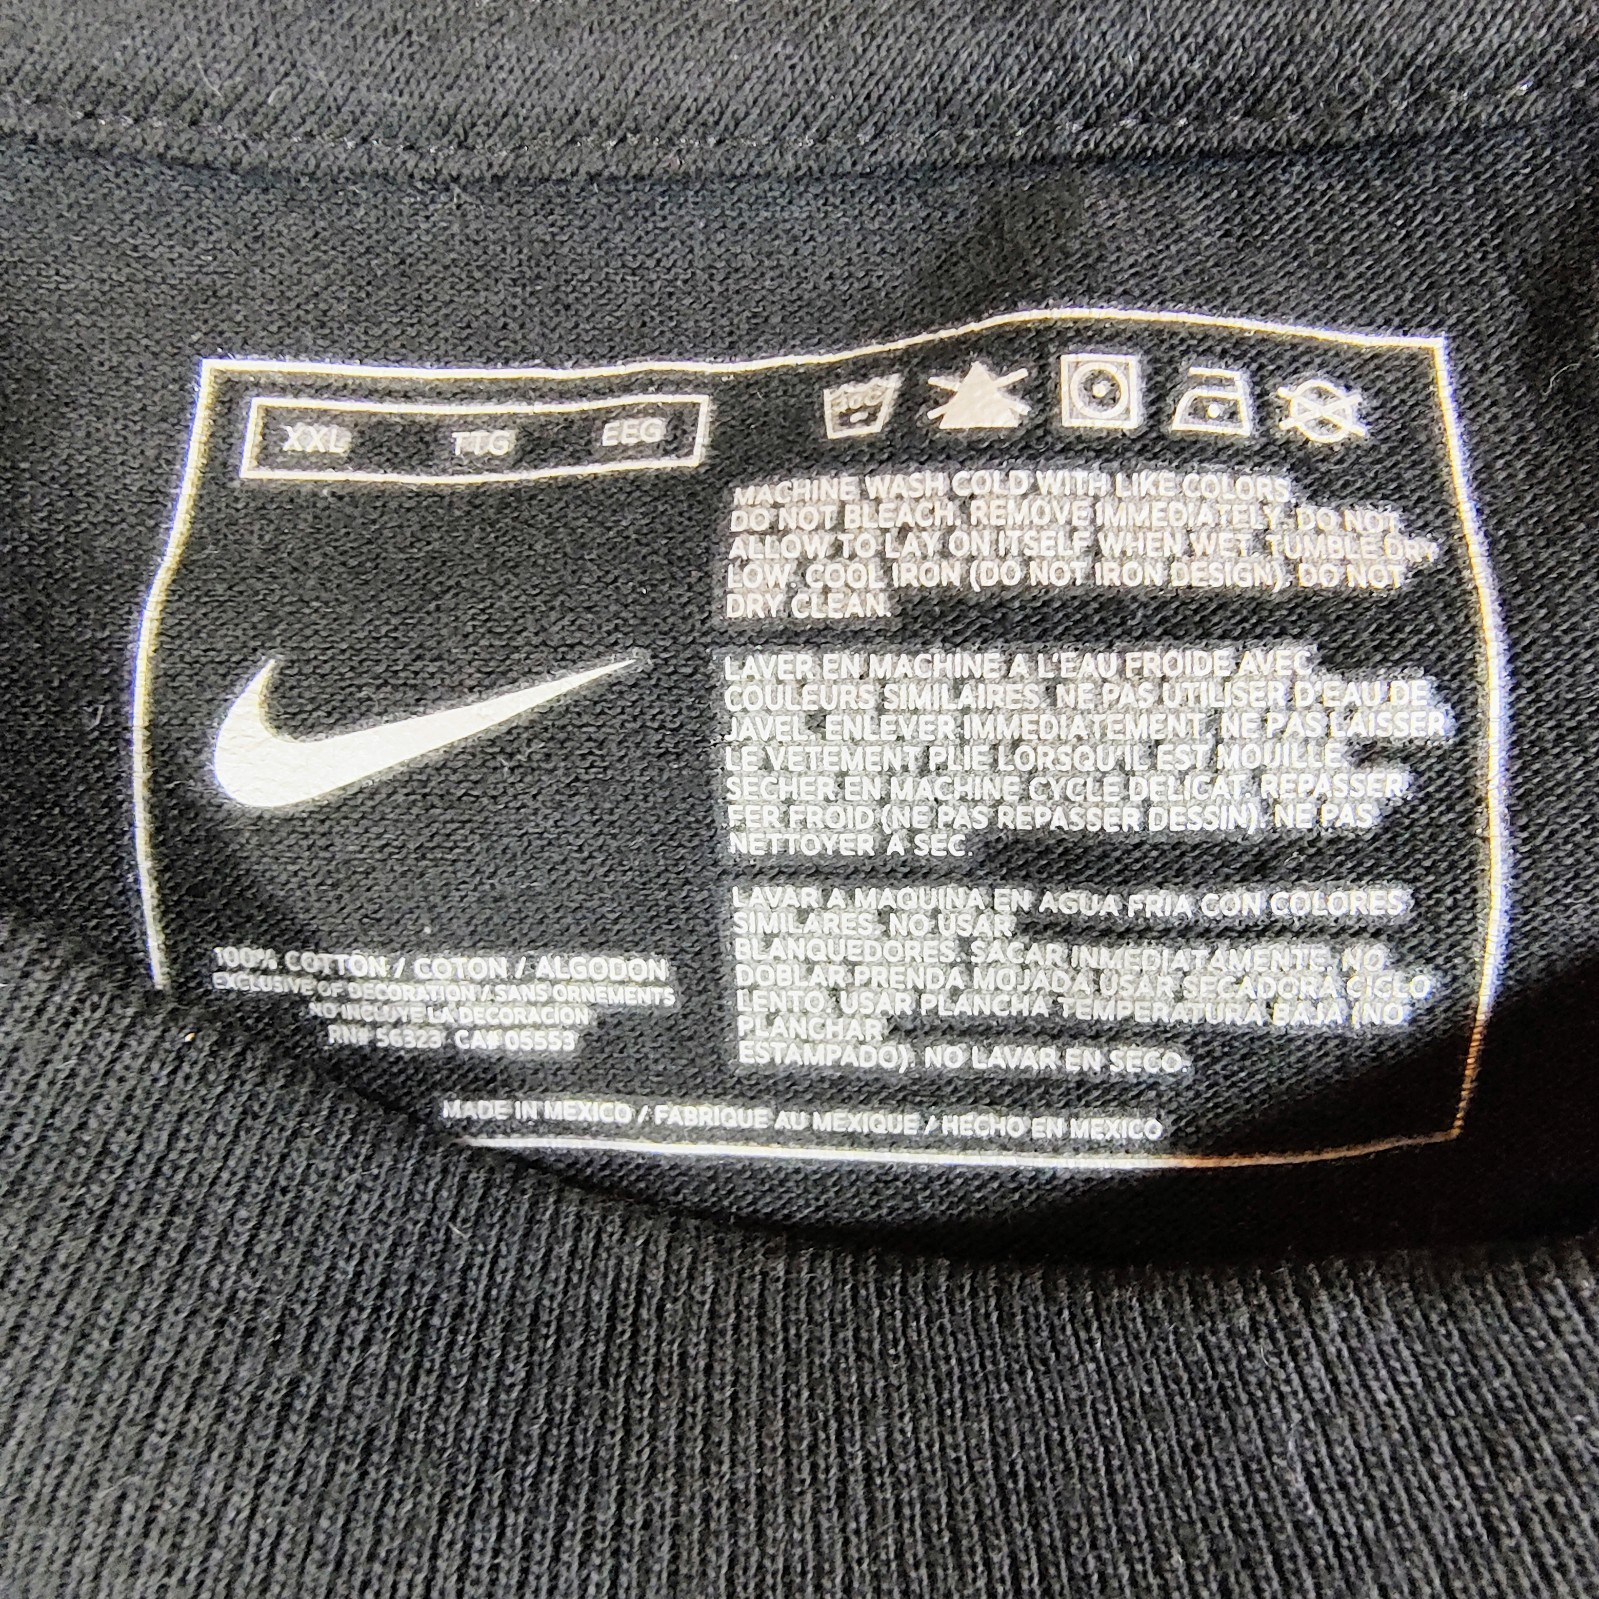 XXL TTG EEG
MACHINE WASH COLD WITH LIKE COLORS.
DO NOT BLEACH. REMOVE IMMEDIATELY. DO NOT
ALLOW TO LAY ON ITSELF WHEN WET. TUMBLE DRY
LOW. COOL IRON (DO NOT IRON DESIGN). DO NOT
DRY CLEAN.
LAVER EN MACHINE A L'EAU FROIDE AVEC
COULEURS SIMILAIRES. NE PAS UTILISER D'EAU DE
JAVEL. ENLEVER IMMEDIATEMENT. NE PAS LAISSER
LE VETEMENT PLIE LORSQU'IL EST MOUILLE.
SECHER EN MACHINE CYCLE DELICAT. REPASSER.
FER FROID (NE PAS REPASSER DESSIN). NE PAS
NETTOYER A SEC.
LAVAR A MAQUINA EN AGUA FRIA CON COLORES
SIMILARES. NO USAR
BLANQUEDORES. SACAR INMEDIATAMENTE. NO
DOBLAR PRENDA MOJADA USAR SECADORA CICLO
LENTO. USAR PLANCHA TEMPERATURA BAJA (NO
PLANCHAR
ESTAMPADO). NO LAVAR EN SECO.
100% COTTON / COTON / ALGODON
EXCLUSIVE OF DECORATION / SANS ORNEMENTS
NO INCLUYE LA DECORACION
RN# 56323 CA# 05553
MADE IN MEXICO / FABRIQUE AU MEXIQUE / HECHO EN MEXICO